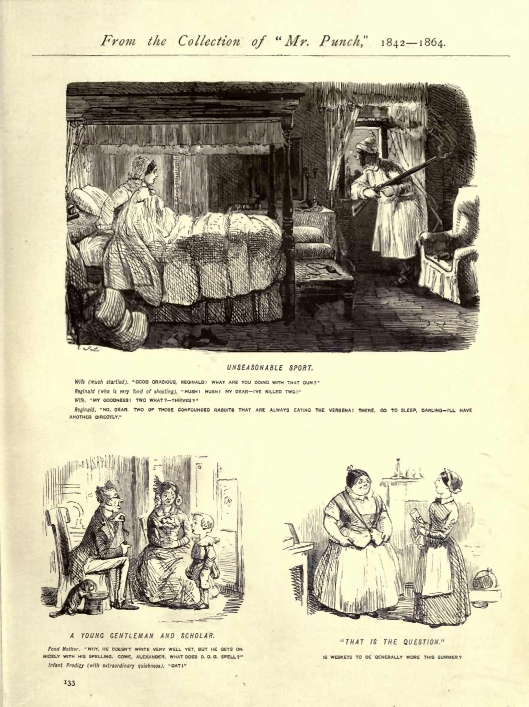 From the Collection of "Mr. Punch," 1842—1864.
UNSEASONABLE SPORT.
Wife (much startled). "GOOD GRACIOUS, REGINALD! WHAT ARE YOU DOING WITH THAT GUN?"
Reginald (who is very fond of shooting). "HUSH! HUSH! MY DEAR—I'VE KILLED TWO!"
Wife. "MY GOODNESS! TWO WHAT?—THIEVES?"
Reginald. "NO, DEAR, TWO OF THOSE CONFOUNDED RABBITS THAT ARE ALWAYS EATING THE VERBENA! THERE, GO TO SLEEP, DARLING—I'LL HAVE
ANOTHER DIRECTLY."
A YOUNG GENTLEMAN AND SCHOLAR.
Fond Mother. "WHY, HE DOESN'T WRITE VERY WELL YET, BUT HE GETS ON
NICELY WITH HIS SPELLING. COME, ALEXANDER, WHAT DOES D. O. G. SPELL?"
Infant Prodigy (with extraordinary quickness). "CAT!"
"THAT IS THE QUESTION."
IS WESKETS TO BE GENERALLY WORE THIS SUMMER?
133